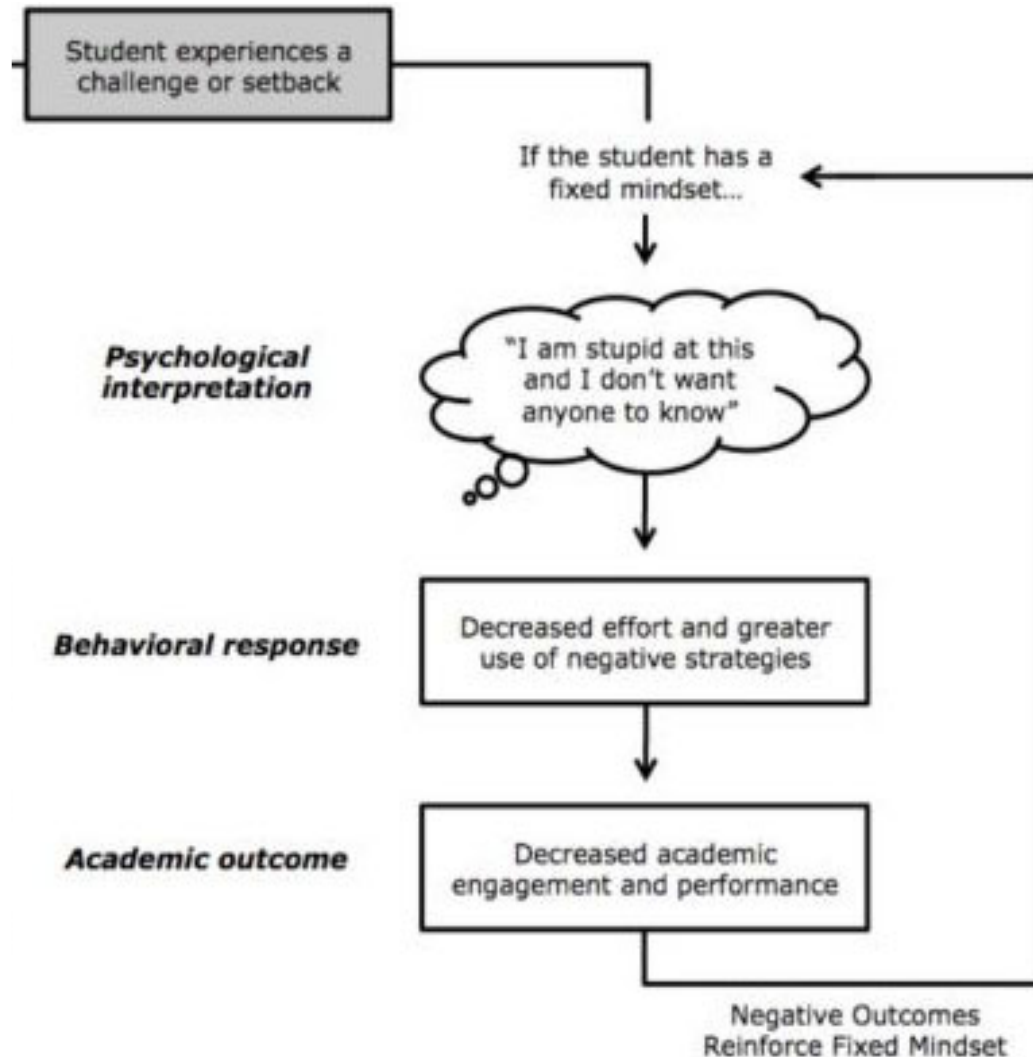 Student experiences a
challenge or setback
If the student has a
fixed mindset...
Psychological
interpretation
"I am stupid at this
and I don't want
anyone to know"
Behavioral response
Decreased effort and greater
use of negative strategies
Academic outcome
Decreased academic
engagement and performance
Negative Outcomes
Reinforce Fixed Mindset